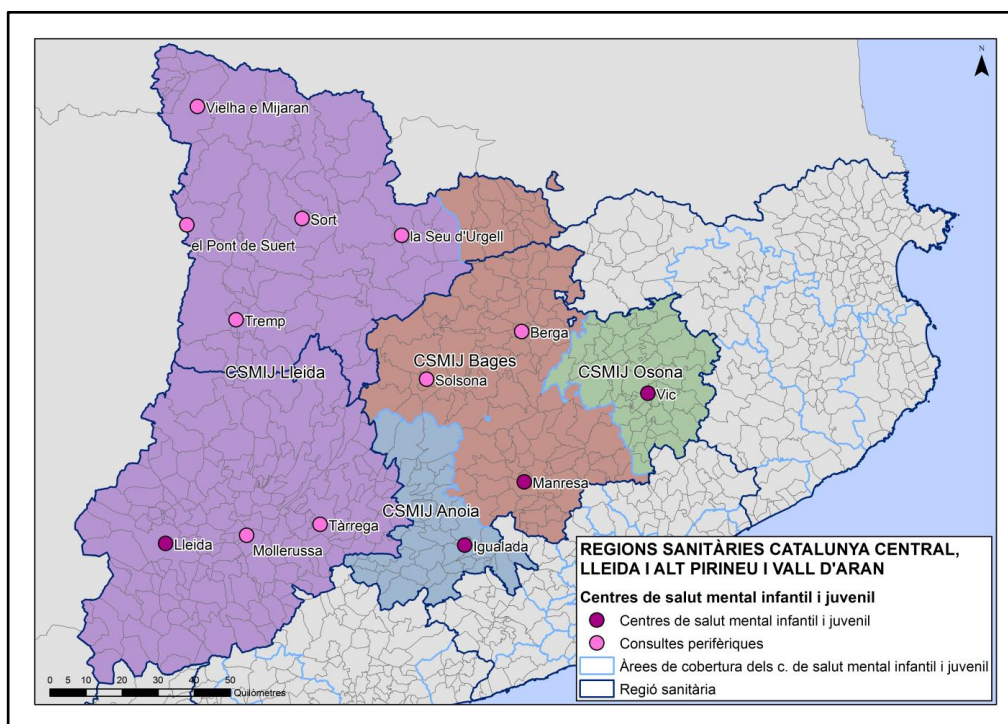 Vielha e Mijaran
Sort
el Pont de Suert
la Seu d'Urgell
Tremp
Berga
CSMIJ Lleida
CSMIJ Bages
CSMIJ Osona
Solsona
Vic
Manresa
CSMIJ Anoia
Tàrrega
Lleida
Mollerussa
Igualada
REGIONS SANITÀRIES CATALUNYA CENTRAL,
LLEIDA I ALT PIRINEU I VALL D'ARAN
Centres de salut mental infantil i juvenil
Centres de salut mental infantil i juvenil
Consultes perifèriques
Àrees de cobertura dels c. de salut mental infantil i juvenil
Regió sanitària
N
0 5 10 20 30 40 50
Quilòmetres